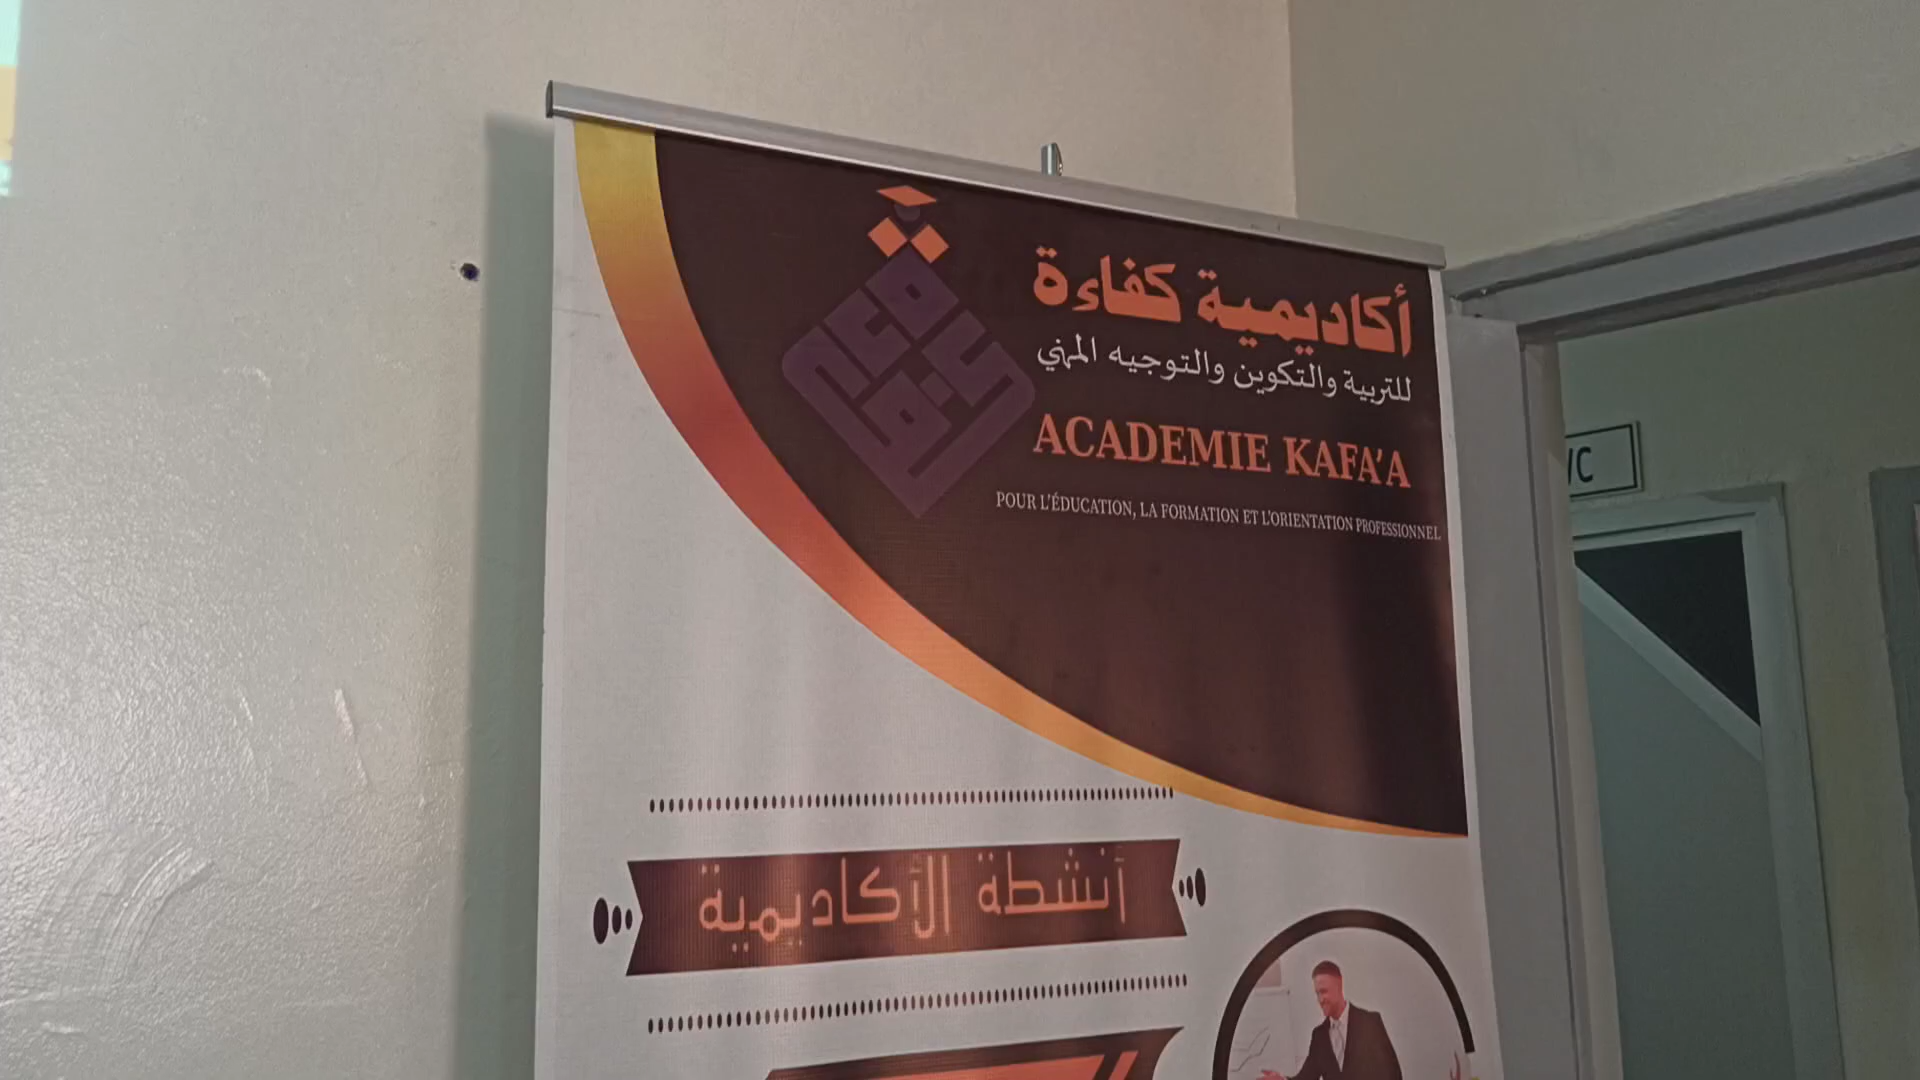 أكاديمية كفاءة
للتربية والتكوين والتوجيه المهني
ACADEMIE KAFA'A
POUR L'ÉDUCATION, LA FORMATION ET L'ORIENTATION PROFESSIONNEL
أنشطة الأكاديمية